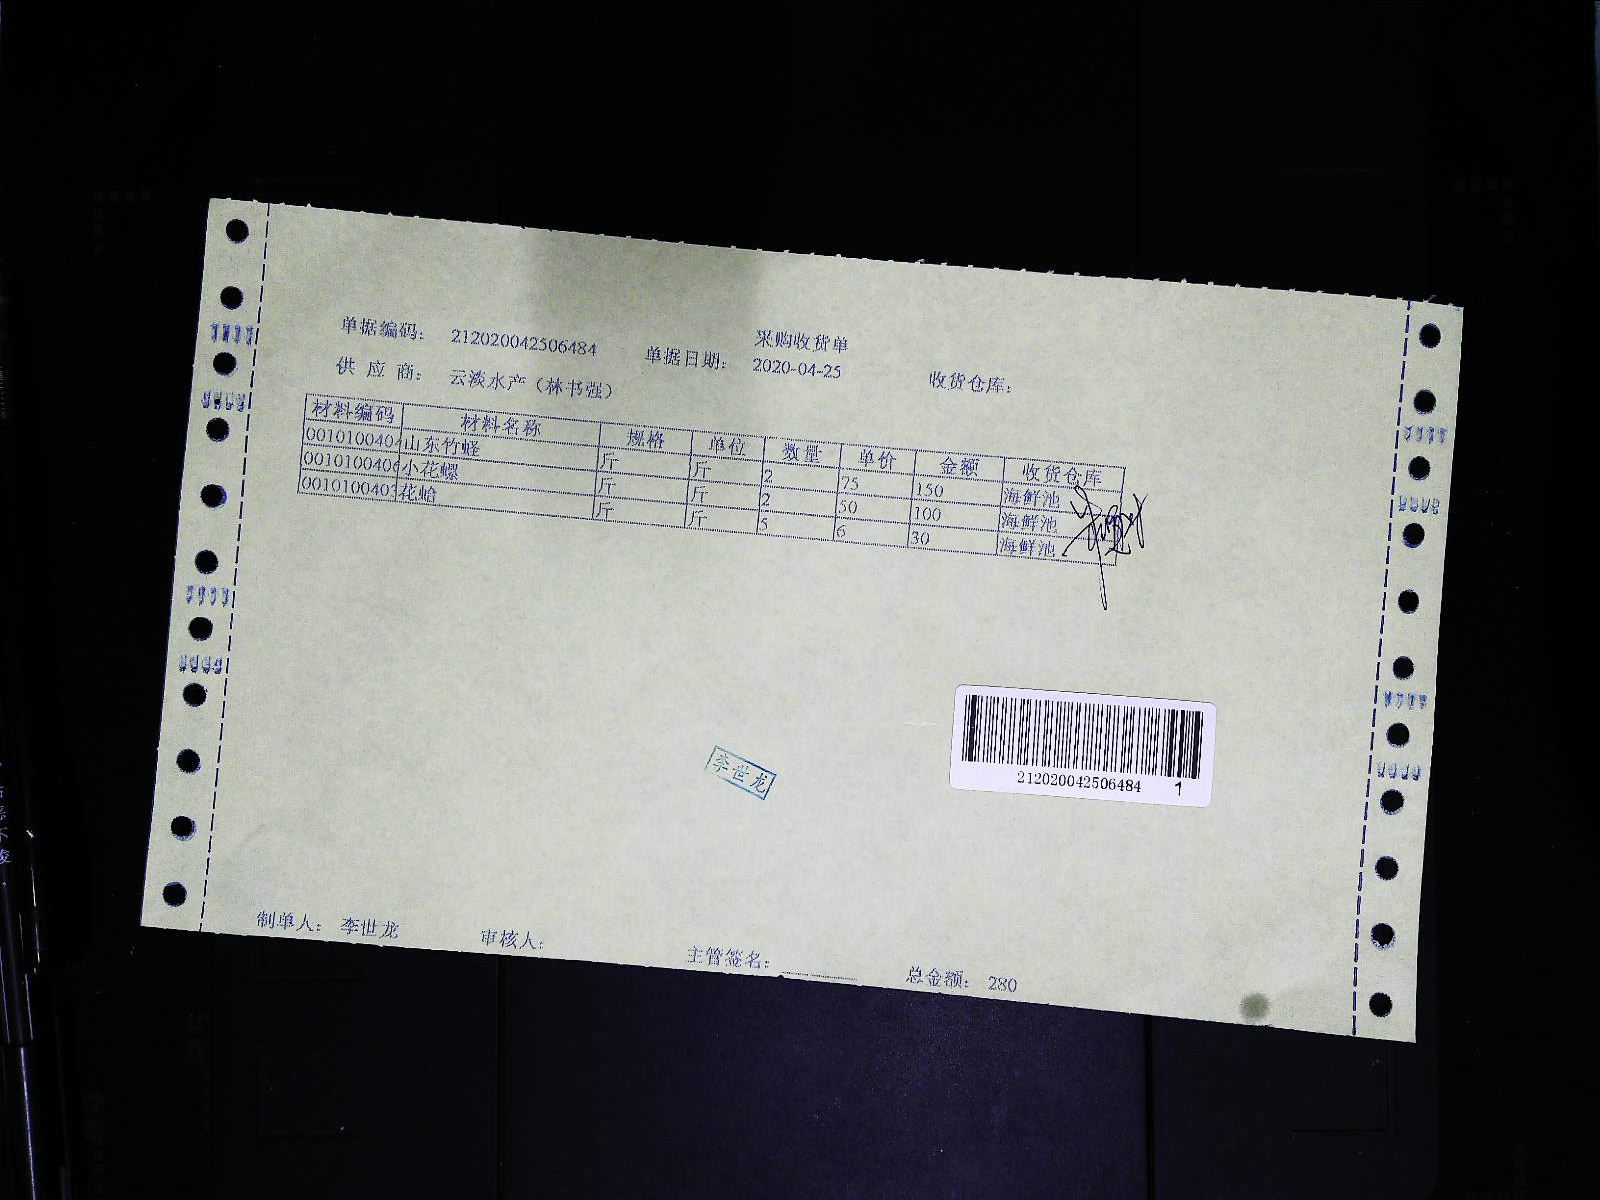 采购收货单
单据编码： 212020042506484 单据日期： 2020-04-25 收货仓库：
供 应 商： 云淡水产（林书强）
材料编码 材料名称 规格 单位 数量 单价 金额 收货仓库
0010100404 山东竹蛏 斤 斤 2 75 150 海鲜池
0010100406 小花螺 斤 斤 2 50 100 海鲜池
001010040 花蛤 斤 斤 5 6 30 海鲜池
212020042506484 1
李世龙
制单人： 李世龙 审核人： 主管签名： 总金额： 280